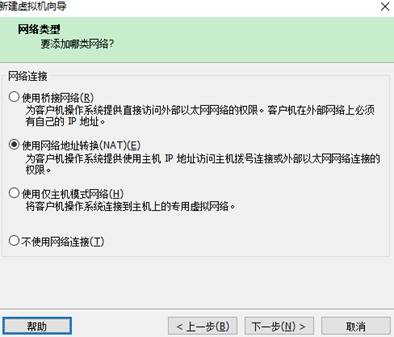 新建虚拟机向导
网络类型
要添加哪类网络?
网络连接
使用桥接网络(R)
为客户机操作系统提供直接访问外部以太网网络的权限。客户机在外部网络上必须
有自己的 IP 地址。
使用网络地址转换(NAT)(E)
为客户机操作系统提供使用主机 IP 地址访问主机拨号连接或外部以太网网络连接的
权限。
使用仅主机模式网络(H)
将客户机操作系统连接到主机上的专用虚拟网络。
不使用网络连接(T)
帮助
< 上一步(B)
下一步(N) >
取消